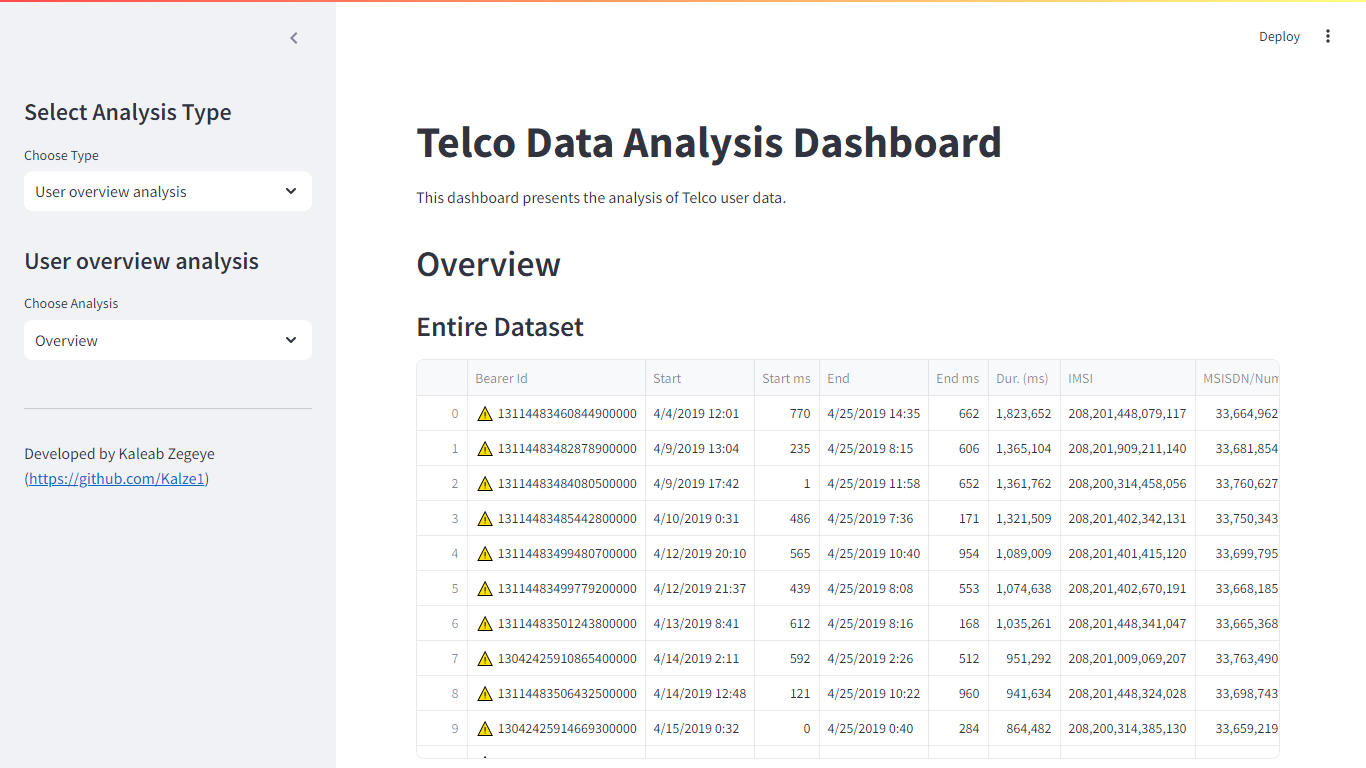 Deploy
Select Analysis Type
Choose Type
User overview analysis
User overview analysis
Choose Analysis
Overview
Developed by Kaleab Zegeye
(https://github.com/Kalze1)
Telco Data Analysis Dashboard
This dashboard presents the analysis of Telco user data.
Overview
Entire Dataset
Bearer Id Start Start ms End End ms Dur. (ms) IMSI MSISDN/Num
0 13114483460844900000 4/4/2019 12:01 770 4/25/2019 14:35 662 1,823,652 208,201,448,079,117 33,664,962
1 13114483482878900000 4/9/2019 13:04 235 4/25/2019 8:15 606 1,365,104 208,201,909,211,140 33,681,854
2 13114483484080500000 4/9/2019 17:42 1 4/25/2019 11:58 652 1,361,762 208,200,314,458,056 33,760,627
3 13114483485442800000 4/10/2019 0:31 486 4/25/2019 7:36 171 1,321,509 208,201,402,342,131 33,750,343
4 13114483499480700000 4/12/2019 20:10 565 4/25/2019 10:40 954 1,089,009 208,201,401,415,120 33,699,795
5 13114483499779200000 4/12/2019 21:37 439 4/25/2019 8:08 553 1,074,638 208,201,402,670,191 33,668,185
6 13114483501243800000 4/13/2019 8:41 612 4/25/2019 8:16 168 1,035,261 208,201,448,341,047 33,665,368
7 13042425910865400000 4/14/2019 2:11 592 4/25/2019 2:26 512 951,292 208,201,009,069,207 33,763,490
8 13114483506432500000 4/14/2019 12:48 121 4/25/2019 10:22 960 941,634 208,201,448,324,028 33,698,743
9 13042425914669300000 4/15/2019 0:32 0 4/25/2019 0:40 284 864,482 208,200,314,385,130 33,659,219